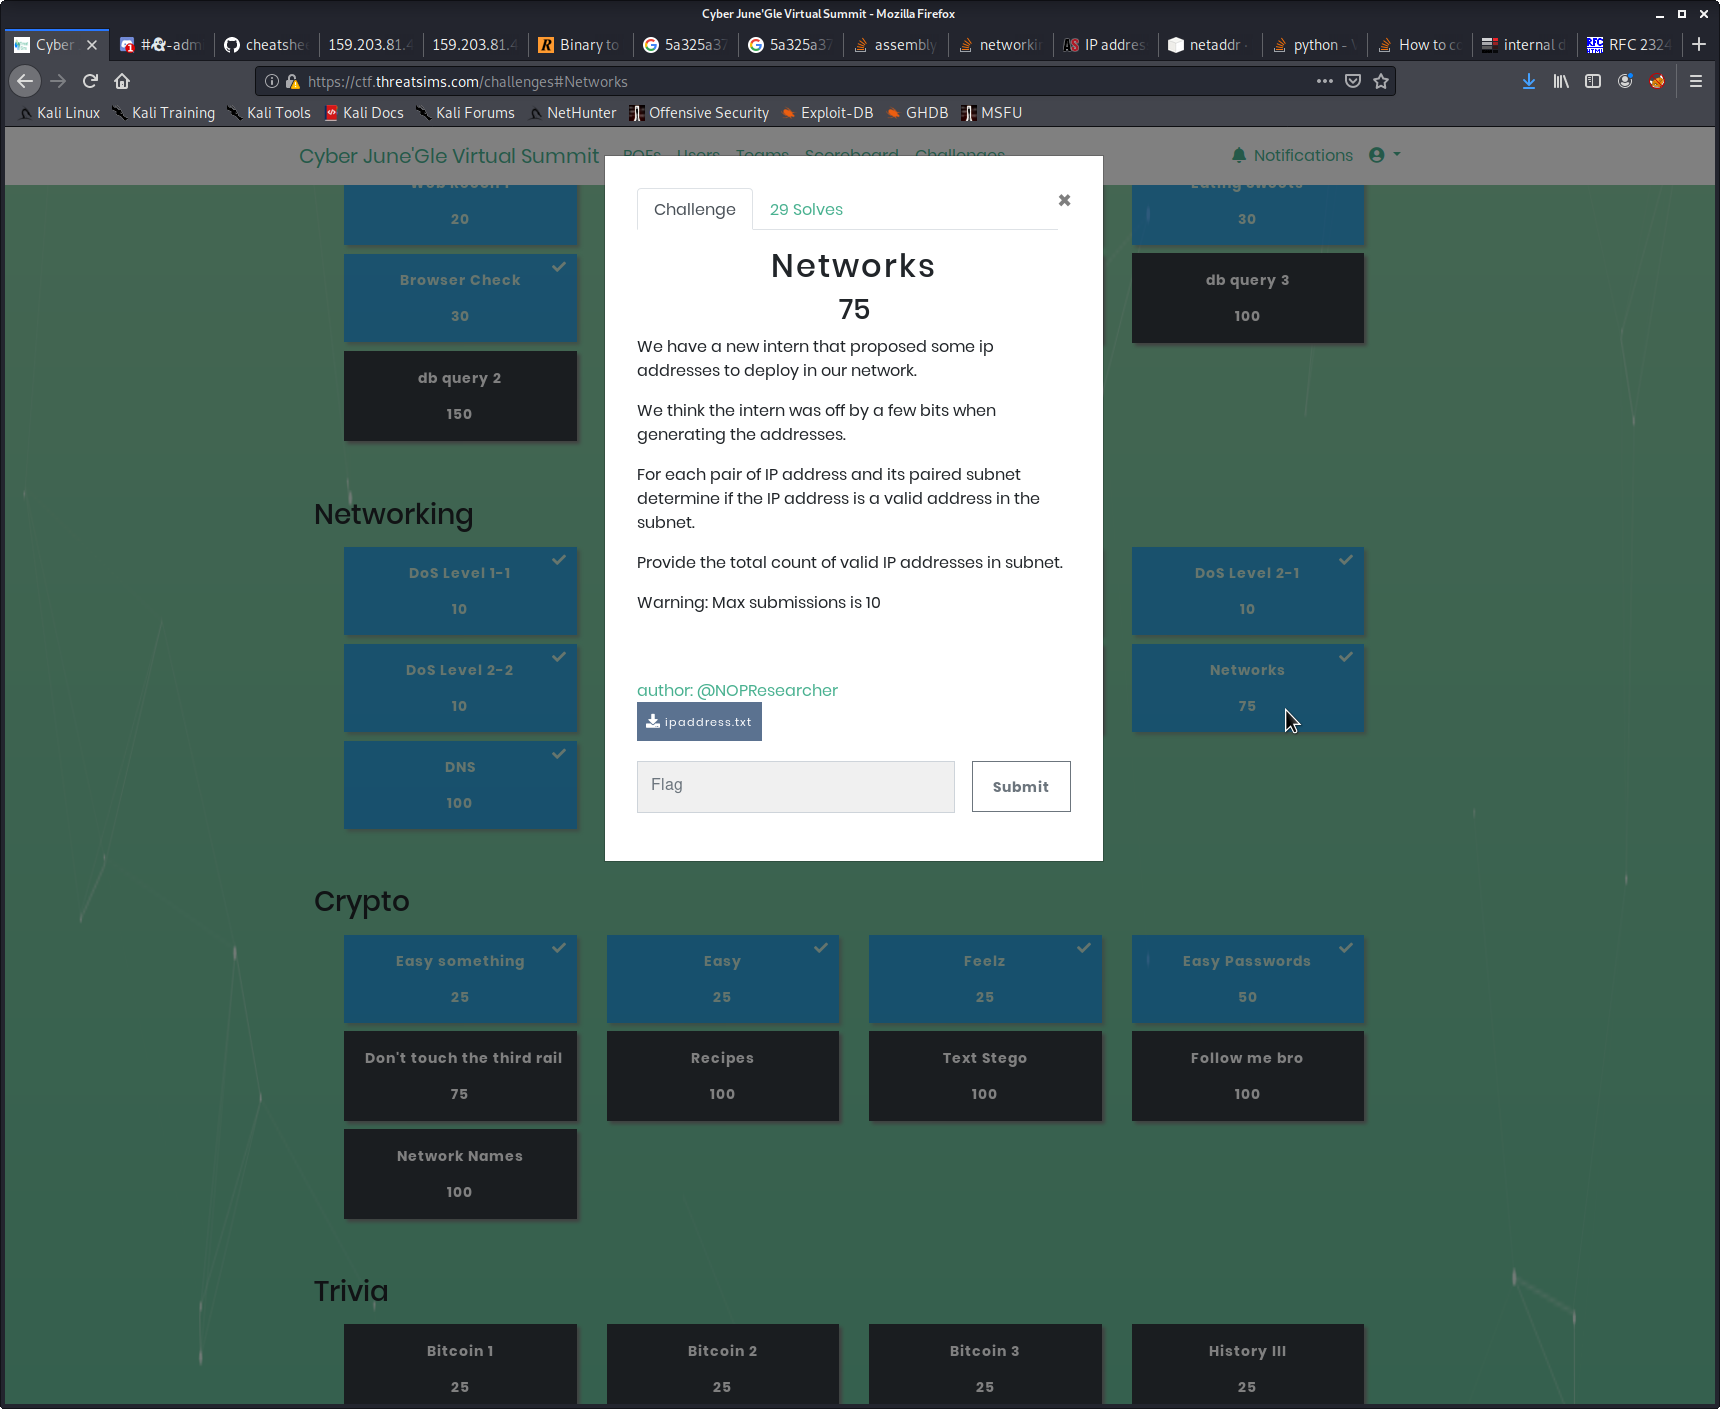 Cyber June'Gle Virtual Summit - Mozilla Firefox
Cyber
cheatshe
159.203.81.4
159.203.81.4
Binary to
5a325a37
5a325a37
assembly
networki
IP addres
netaddr
python -
How to co
internal d
RFC 2324
https://ctf.threatsims.com/challenges#Networks
Kali Linux
Kali Training
Kali Tools
Kali Docs
Kali Forums
NetHunter
Offensive Security
Exploit-DB
GHDB
MSFU
Cyber June'Gle Virtual Summit
Users
Teams
Scoreboard
Challenges
Notifications
20
Eating sweets
30
Browser Check
30
db query 3
100
db query 2
150
Challenge
29 Solves
Networks
75
We have a new intern that proposed some ip
addresses to deploy in our network.
We think the intern was off by a few bits when
generating the addresses.
For each pair of IP address and its paired subnet
determine if the IP address is a valid address in the
subnet.
Provide the total count of valid IP addresses in subnet.
Warning: Max submissions is 10
author: @NOPResearcher
ipaddress.txt
Flag
Submit
Networking
DoS Level 1-1
10
DoS Level 2-1
10
DoS Level 2-2
10
Networks
75
DNS
100
Crypto
Easy something
25
Easy
25
Feelz
25
Easy Passwords
50
Don't touch the third rail
75
Recipes
100
Text Stego
100
Follow me bro
100
Network Names
100
Trivia
Bitcoin 1
25
Bitcoin 2
25
Bitcoin 3
25
History III
25